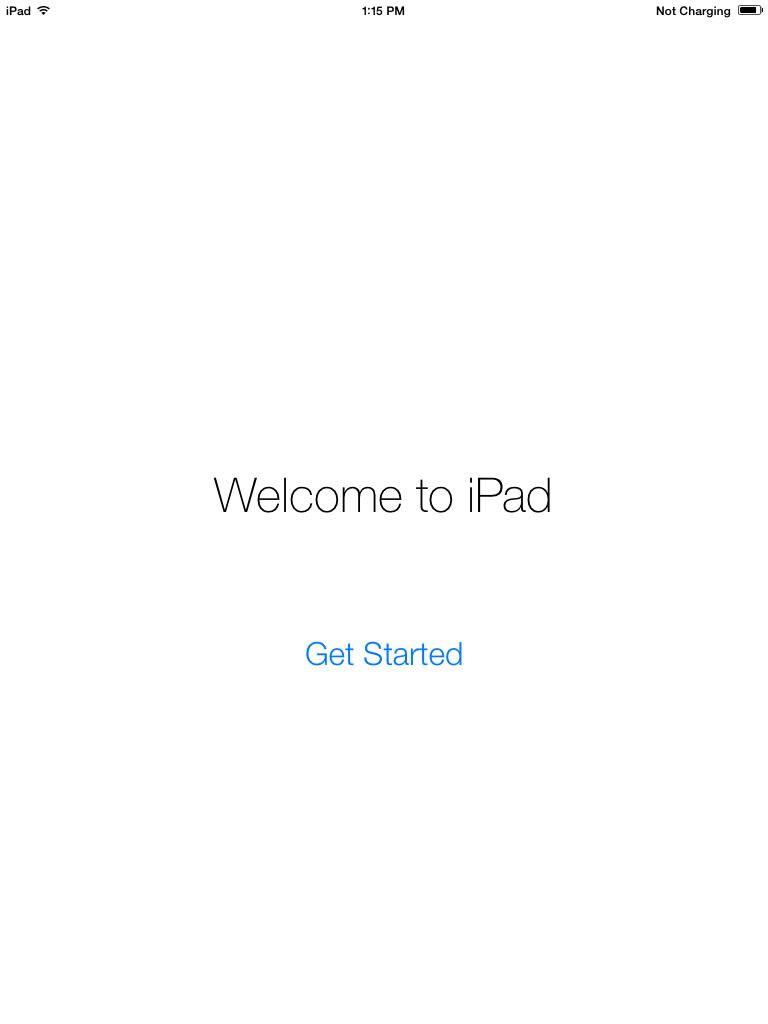 iPad 1:15 PM Not Charging
Welcome to iPad
Get Started